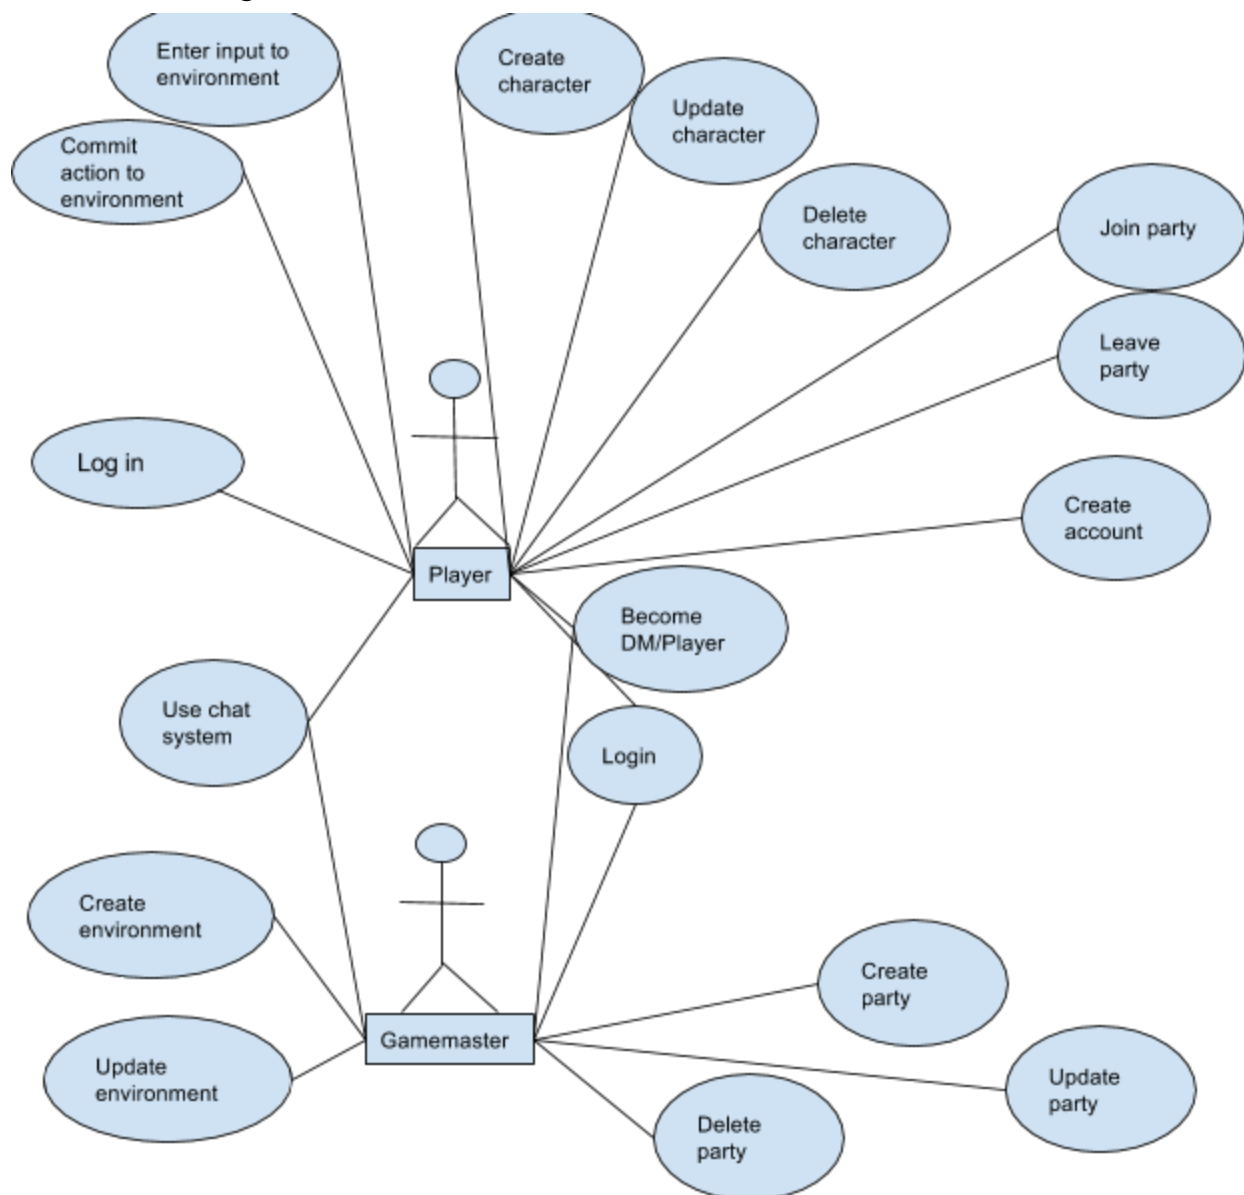 Enter input to
environment
Create
character
Update
character
Commit
action to
environment
Delete
character
Join party
Leave
party
Log in
Create
account
Player
Become
DM/Player
Use chat
system
Login
Create
environment
Create
party
Gamemaster
Update
environment
Update
party
Delete
party